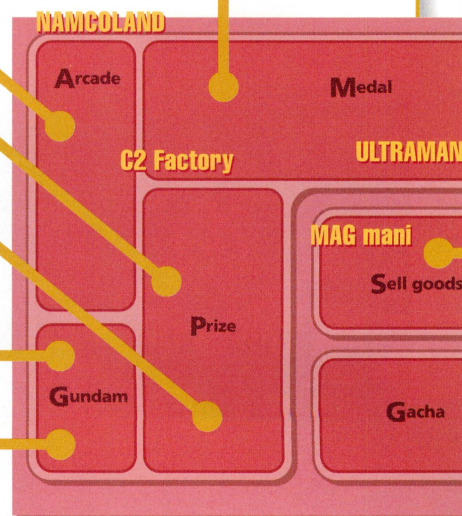 NAMCOLAND
Arcade
Medal
C2 Factory
ULTRAMAN
MAG mani
Sell goods
Prize
Gundam
Gacha